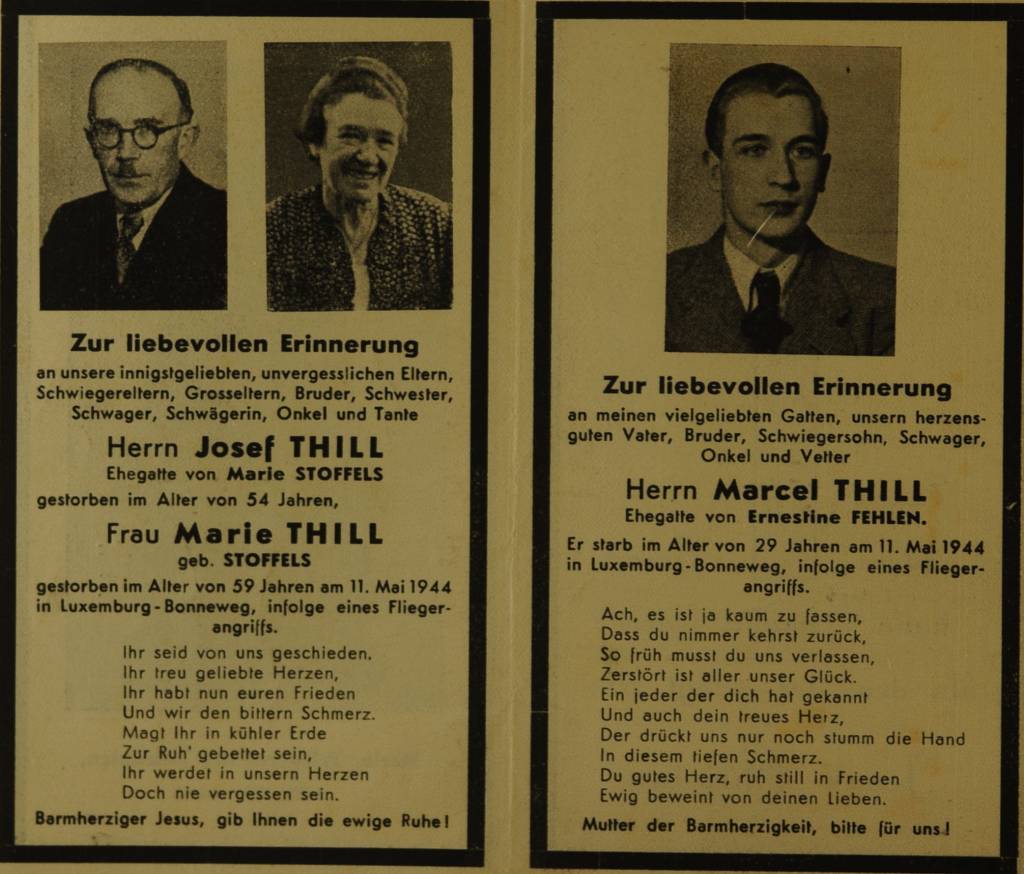 Zur liebevollen Erinnerung
an unsere innigstgeliebten, unvergesslichen Eltern,
Schwiegereltern, Grosseltern, Bruder, Schwester,
Schwager, Schwägerin, Onkel und Tante
Herrn Josef THILL
Ehegatte von Marie STOFFELS
gestorben im Alter von 54 Jahren,
Frau Marie THILL
geb. STOFFELS
gestorben im Alter von 59 Jahren am 11. Mai 1944
in Luxemburg-Bonneweg, infolge eines Flieger-
angriffs.
Ihr seid von uns geschieden.
Ihr treu geliebte Herzen,
Ihr habt nun euren Frieden
Und wir den bittern Schmerz.
Magt Ihr in kühler Erde
Zur Ruh' gebettet sein,
Ihr werdet in unsern Herzen
Doch nie vergessen sein.
Barmherziger Jesus, gib Ihnen die ewige Ruhe!
Zur liebevollen Erinnerung
an meinen vielgeliebten Gatten, unsern herzens-
guten Vater, Bruder, Schwiegersohn, Schwager,
Onkel und Vetter
Herrn Marcel THILL
Ehegatte von Ernestine FEHLEN.
Er starb im Alter von 29 Jahren am 11. Mai 1944
in Luxemburg-Bonneweg, infolge eines Flieger-
angriffs.
Ach, es ist ja kaum zu fassen,
Dass du nimmer kehrst zurück,
So früh musst du uns verlassen,
Zerstört ist aller unser Glück.
Ein jeder der dich hat gekannt
Und auch dein treues Herz,
Der drückt uns nur noch stumm die Hand
In diesem tiefen Schmerz.
Du gutes Herz, ruh still in Frieden
Ewig beweint von deinen Lieben.
Mutter der Barmherzigkeit, bitte für uns!